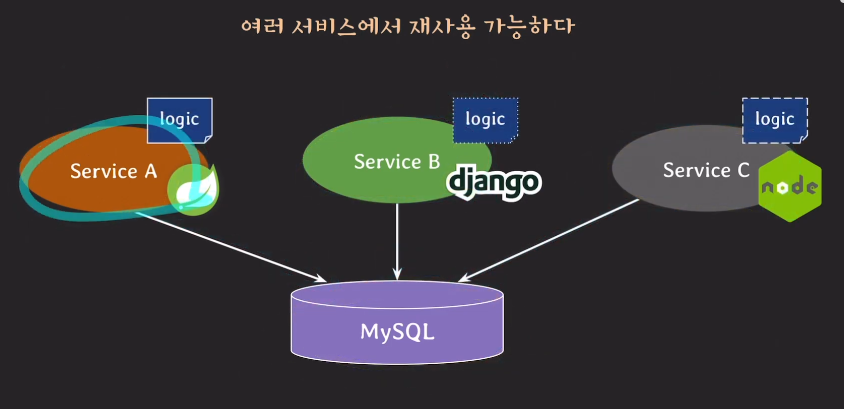 여러 서비스에서 재사용 가능하다
logic
logic
logic
Service A
Service B
Service C
django
node
MySQL